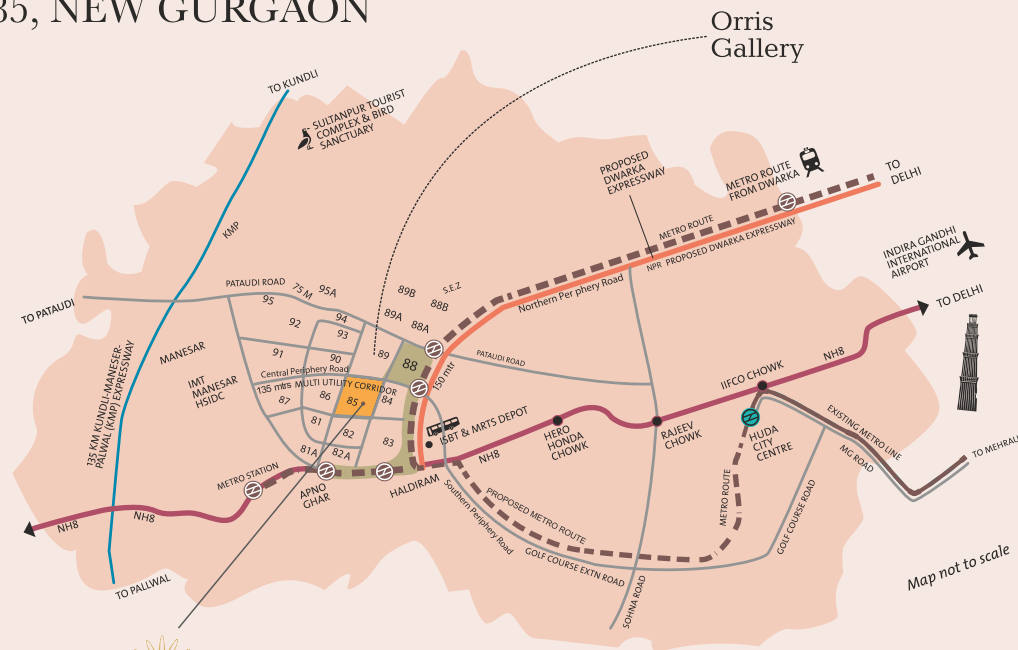 35, NEW GURGAON
Orris
Gallery
TO KUNDLI
SULTANPUR TOURIST
COMPLEX & BIRD
SANCTUARY
PROPOSED
DWARKA
EXPRESSWAY
METRO ROUTE
FROM DWARKA
TO
DELHI
METRO ROUTE
NPR PROPOSED DWARKA EXPRESSWAY
INDIRA GANDHI
INTERNATIONAL
AIRPORT
KMP
PATAUDI ROAD
75 M
95A
95
TO PATAUDI
89B
S.E.Z
88B
89A
88A
94
92
93
Northern Per phery Road
TO DELHI
MANESAR
91
90
89
88
PATAUDI ROAD
NH8
Central Periphery Road
135 mtrs MULTI UTILITY CORRIDOR
150 mtr
IMT
MANESAR
HSIDC
87
86
85
84
IIFCO CHOWK
135 KM KUNDLI-MANESER-
PALWAL (KMP) EXPRESSWAY
81
82
83
ISBT & MRTS DEPOT
HERO
HONDA
CHOWK
RAJEEV
CHOWK
HUDA
CITY
CENTRE
EXISTING METRO LINE
MG ROAD
TO MEHRAU
81A
82A
NH8
METRO STATION
APNO
GHAR
HALDIRAM
METRO ROUTE
GOLF COURSE ROAD
Southern Periphery Road
PROPOSED METRO ROUTE
NH8
NH8
GOLF COURSE EXTN ROAD
SOHNA ROAD
TO PALLWAL
Map not to scale